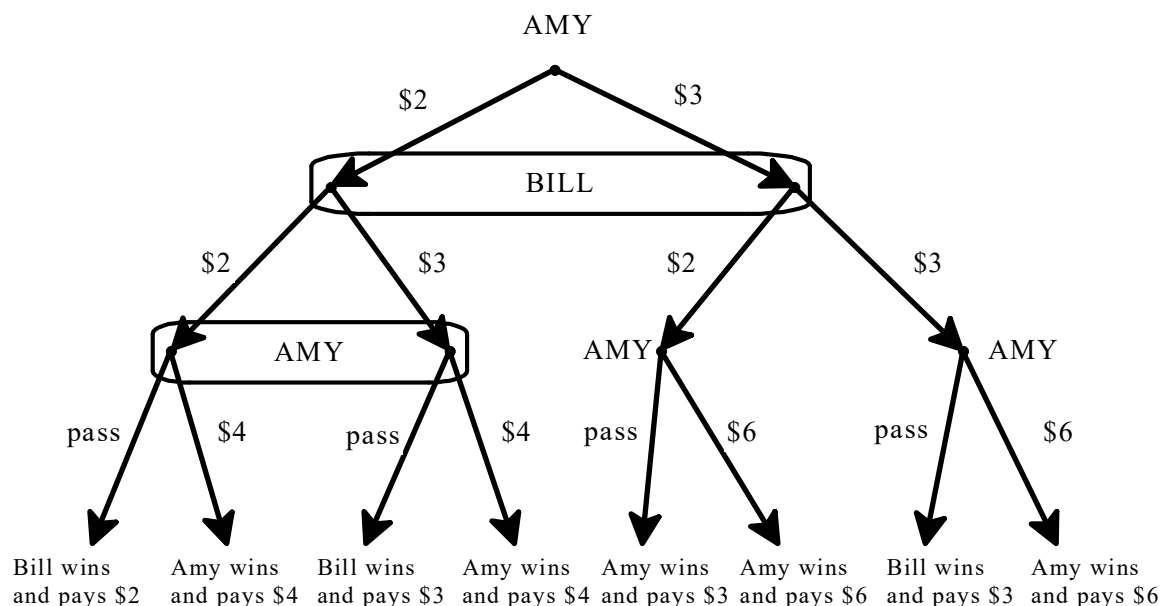 AMY
$2
$3
BILL
$2
$3
$2
$3
AMY
AMY
AMY
pass
$4
pass
$4
pass
$6
pass
$6
Bill wins
and pays $2
Amy wins
and pays $4
Bill wins
and pays $3
Amy wins
and pays $4
Amy wins
and pays $3
Amy wins
and pays $6
Bill wins
and pays $3
Amy wins
and pays $6